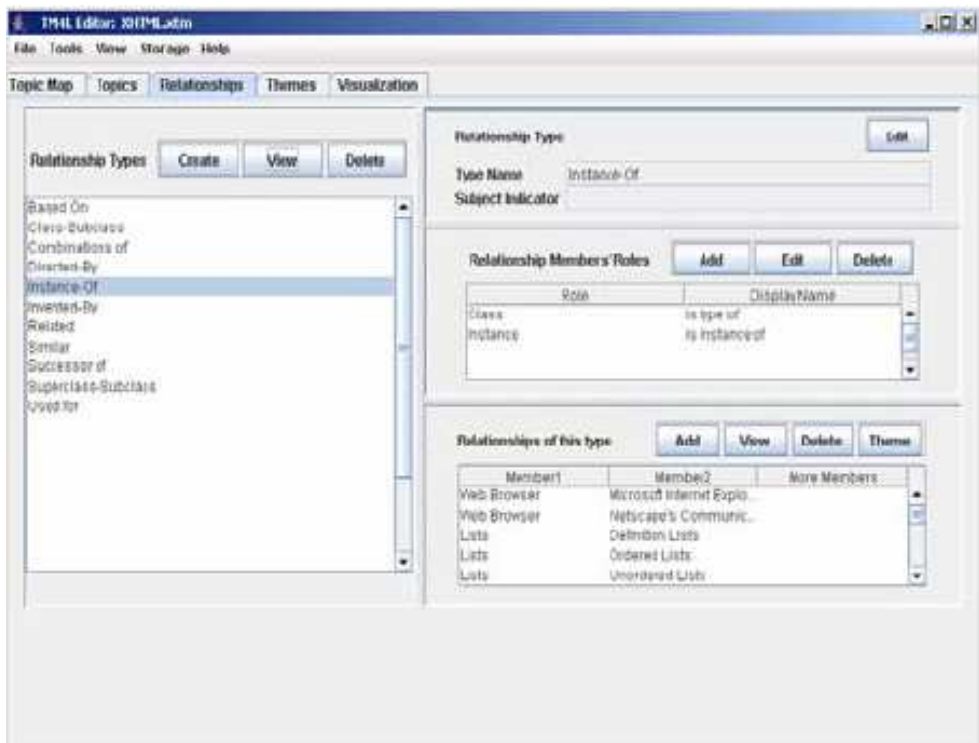 TM4L Editor: XHTML.xtm
File Tools View Storage Help
Topic Map Topics Relationships Themes Visualization
Relationship Types Create View Delete
Based On
Class-Subclass
Combinations of
Directed-By
Instance-Of
Invented-By
Related
Similar
Successor of
Superclass-Subclass
Used for
Relationship Type Edit
Type Name Instance-Of
Subject Indicator
Relationship Members' Roles Add Edit Delete
Role DisplayName
Class is type of
Instance is instance of
Relationships of this type Add View Delete Theme
Member1 Member2 More Members
Web Browser Microsoft Internet Explo...
Web Browser Netscape's Communic...
Lists Definition Lists
Lists Ordered Lists
Lists Unordered Lists